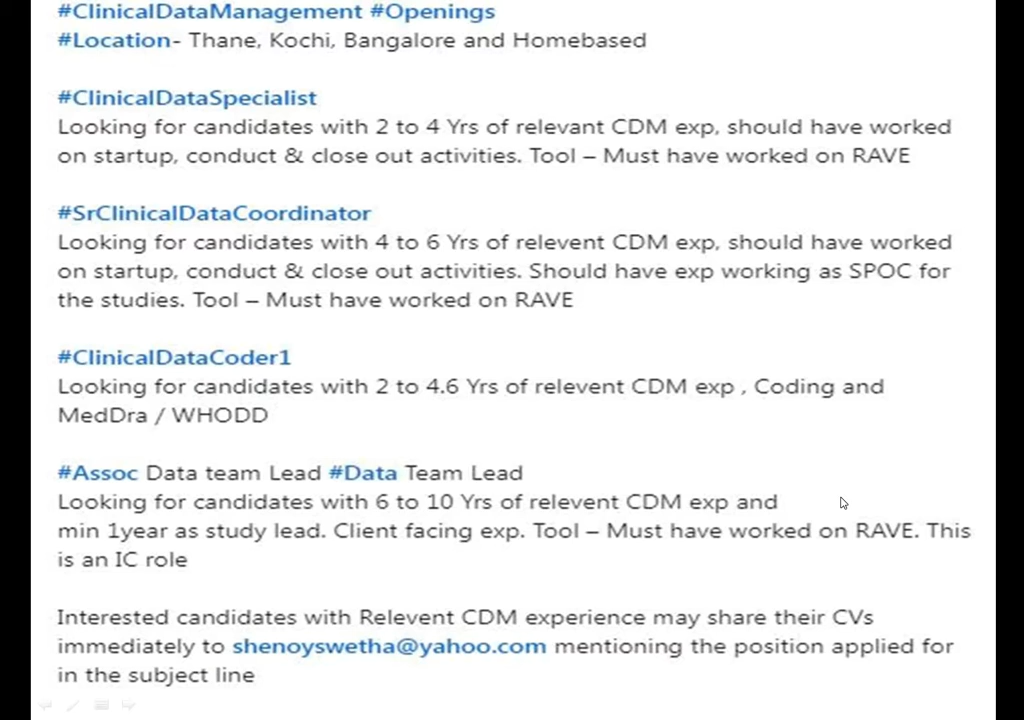 #ClinicalDataManagement #Openings
#Location- Thane, Kochi, Bangalore and Homebased
#ClinicalDataSpecialist
Looking for candidates with 2 to 4 Yrs of relevant CDM exp, should have worked
on startup, conduct & close out activities. Tool – Must have worked on RAVE
#SrClinicalDataCoordinator
Looking for candidates with 4 to 6 Yrs of relevent CDM exp, should have worked
on startup, conduct & close out activities. Should have exp working as SPOC for
the studies. Tool – Must have worked on RAVE
#ClinicalDataCoder1
Looking for candidates with 2 to 4.6 Yrs of relevent CDM exp , Coding and
MedDra / WHODD
#Assoc Data team Lead #Data Team Lead
Looking for candidates with 6 to 10 Yrs of relevent CDM exp and
min 1year as study lead. Client facing exp. Tool – Must have worked on RAVE. This
is an IC role
Interested candidates with Relevent CDM experience may share their CVs
immediately to shenoyswetha@yahoo.com mentioning the position applied for
in the subject line